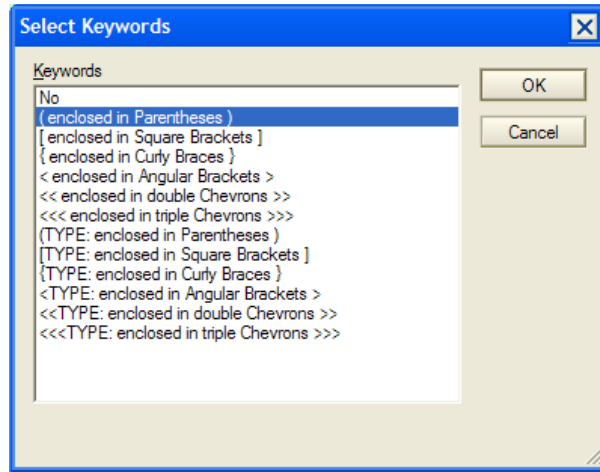 Select Keywords
Keywords
No
( enclosed in Parentheses )
[ enclosed in Square Brackets ]
{ enclosed in Curly Braces }
< enclosed in Angular Brackets >
<< enclosed in double Chevrons >>
<<< enclosed in triple Chevrons >>>
(TYPE: enclosed in Parentheses )
[TYPE: enclosed in Square Brackets ]
{TYPE: enclosed in Curly Braces }
<TYPE: enclosed in Angular Brackets >
<<TYPE: enclosed in double Chevrons >>
<<<TYPE: enclosed in triple Chevrons >>>
OK
Cancel